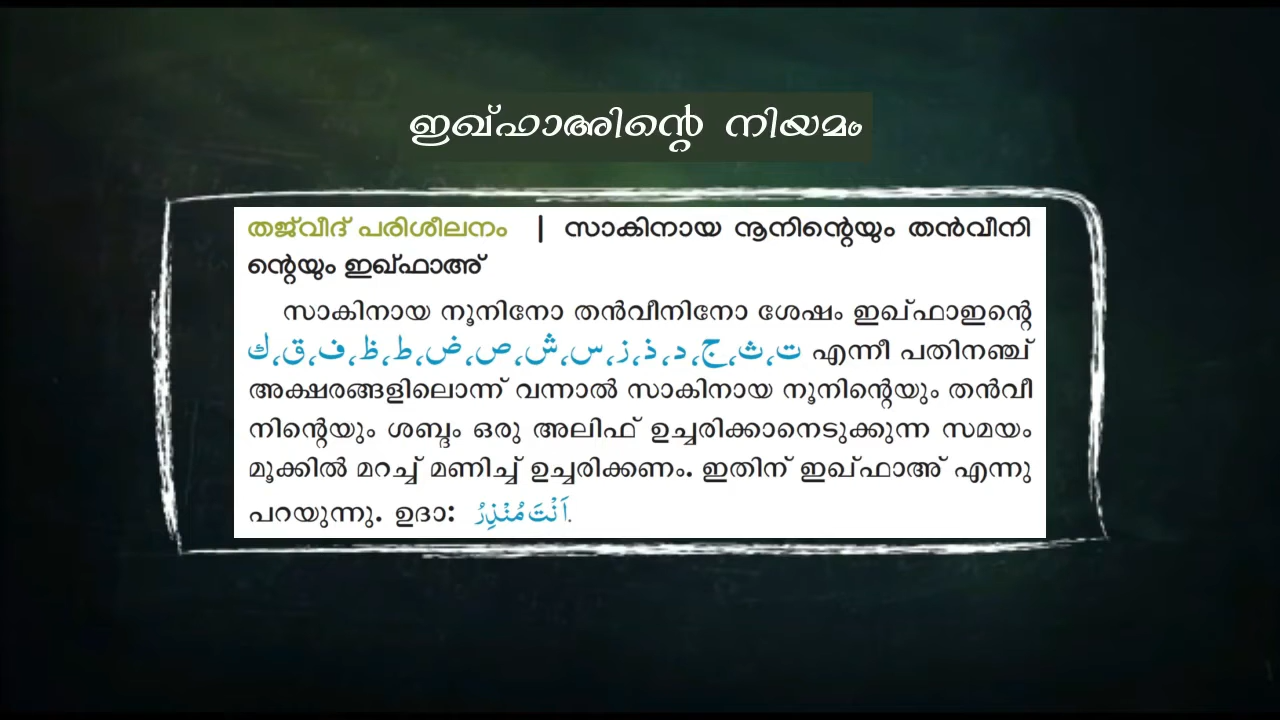 ഇഖ്ഫാഅിന്റെ നിയമം
തജ്‌വീദ് പരിശീലനം | സാകിനായ നൂനിന്റെയും തൻവീനി
ന്റെയും ഇഖ്ഫാഅ്
സാകിനായ നൂനിനോ തൻവീനിനോ ശേഷം ഇഖ്ഫാഇന്റെ
ت،ث،ج،د،ذ،ز،س،ش،ص،ض،ط،ظ،ف،ق،ك എന്നീ പതിനഞ്ച്
അക്ഷരങ്ങളിലൊന്ന് വന്നാൽ സാകിനായ നൂനിന്റെയും തൻവീ
നിന്റെയും ശബ്ദം ഒരു അലിഫ് ഉച്ചരിക്കാനെടുക്കുന്ന സമയം
മൂക്കിൽ മറച്ച് മണിച്ച് ഉച്ചരിക്കണം. ഇതിന് ഇഖ്ഫാഅ് എന്നു
പറയുന്നു. ഉദാ: اَنْتَ مُنْذِرُ.